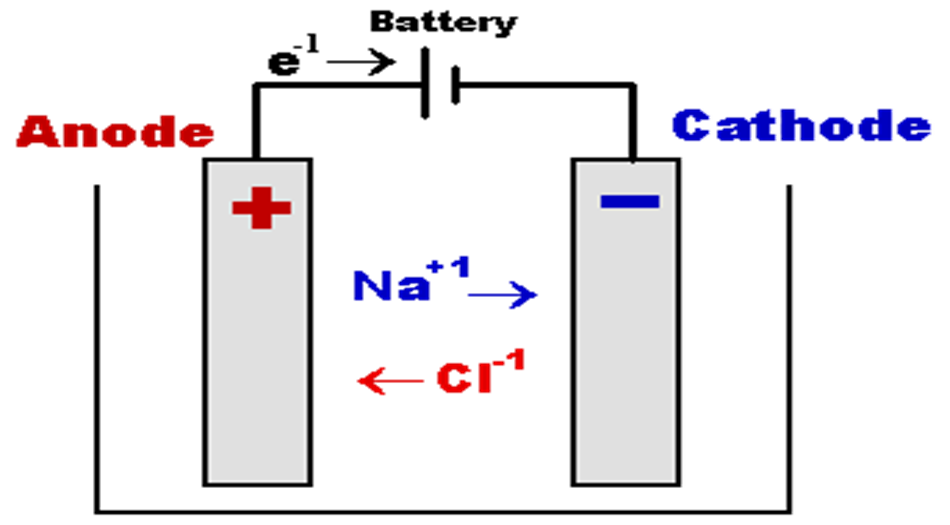 Battery
e⁻¹ →
Anode
Cathode
+
−
Na⁺¹ →
← Cl⁻¹